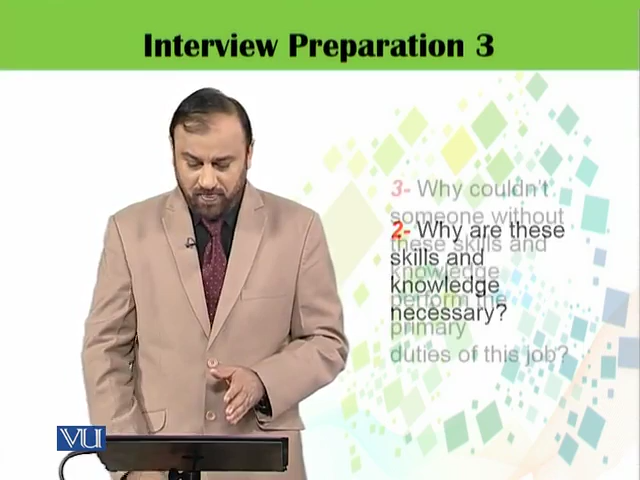 Interview Preparation 3
3- Why couldn't
someone without
these skills and
knowledge
perform the
primary
duties of this job?
2- Why are these
skills and
knowledge
necessary?
VU